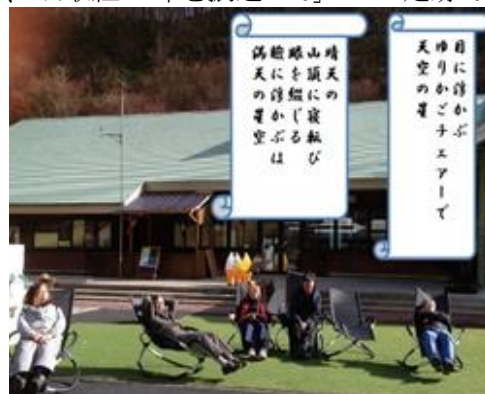 目に浮かぶ
ゆりかごチェアーで
天空の星
晴天の
山頂に寝転び
眼を綴じる
瞼に浮かぶは
満天の星空